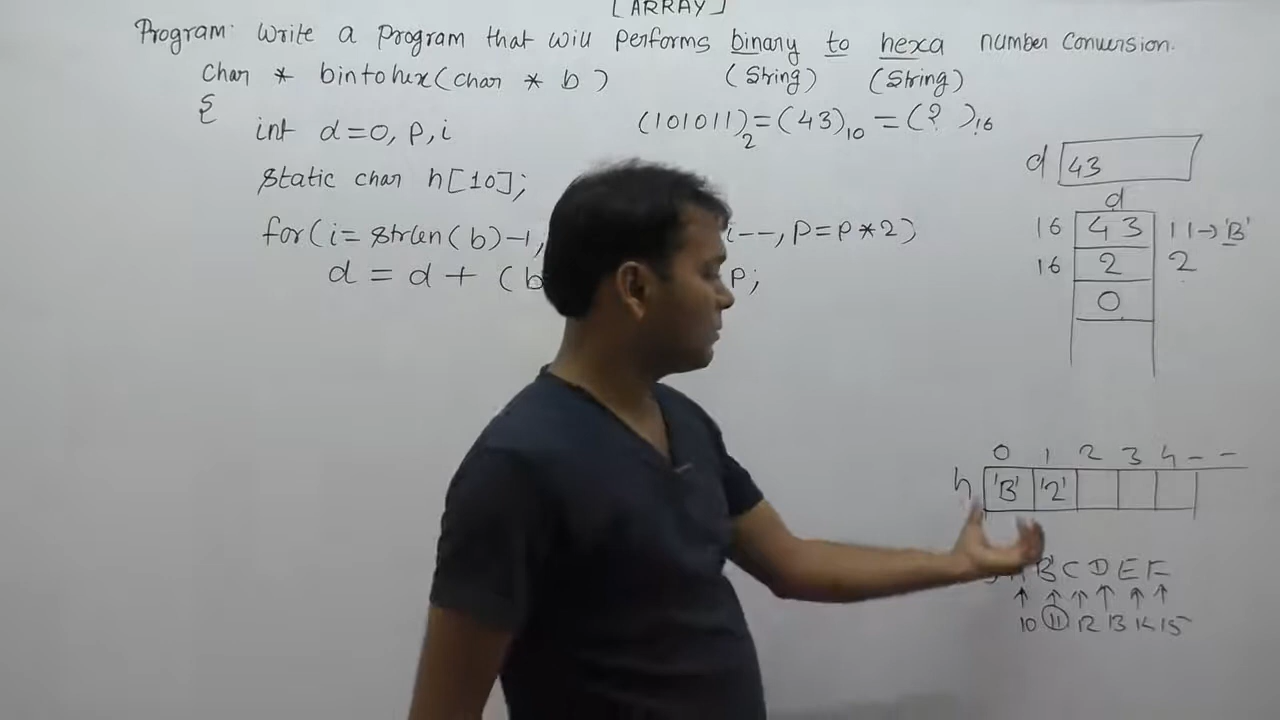 [ARRAY]
Program: Write a program that will performs binary to hexa number conversion.
char * bintohex(char * b) (String) (String)
{
int d=0, p, i (101011)2=(43)10=(? )16
static char h[10];
d 43
d
for(i=strlen(b)-1, i--, p=p*2) 16 43 11→'B'
d = d + (b p; 16 2 2
0
0 1 2 3 4 - -
h 'B' '2'
B C D E F
10 11 12 13 14 15